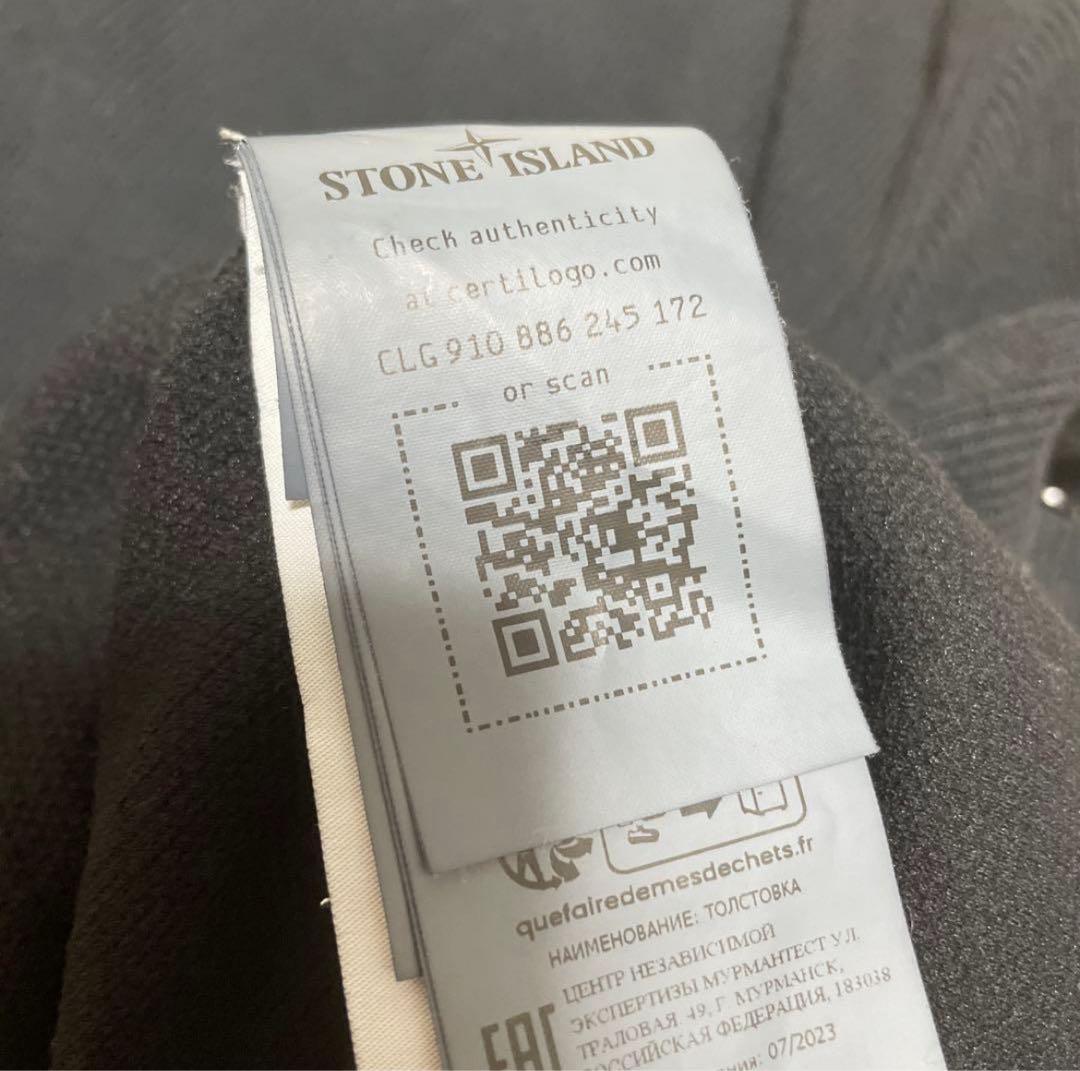 STONE ISLAND
Check authenticity
at certilogo.com
CLG 910 886 245 172
or scan
quefairedemesdechets.fr
НАИМЕНОВАНИЕ: ТОЛСТОВКА
ЦЕНТР НЕЗАВИСИМОЙ
ЭКСПЕРТИЗЫ МУРМАНТЕСТ УЛ.
ТРАЛОВАЯ 49, Г. МУРМАНСК,
РОССИЙСКАЯ ФЕДЕРАЦИЯ, 183038
EAC
07/2023